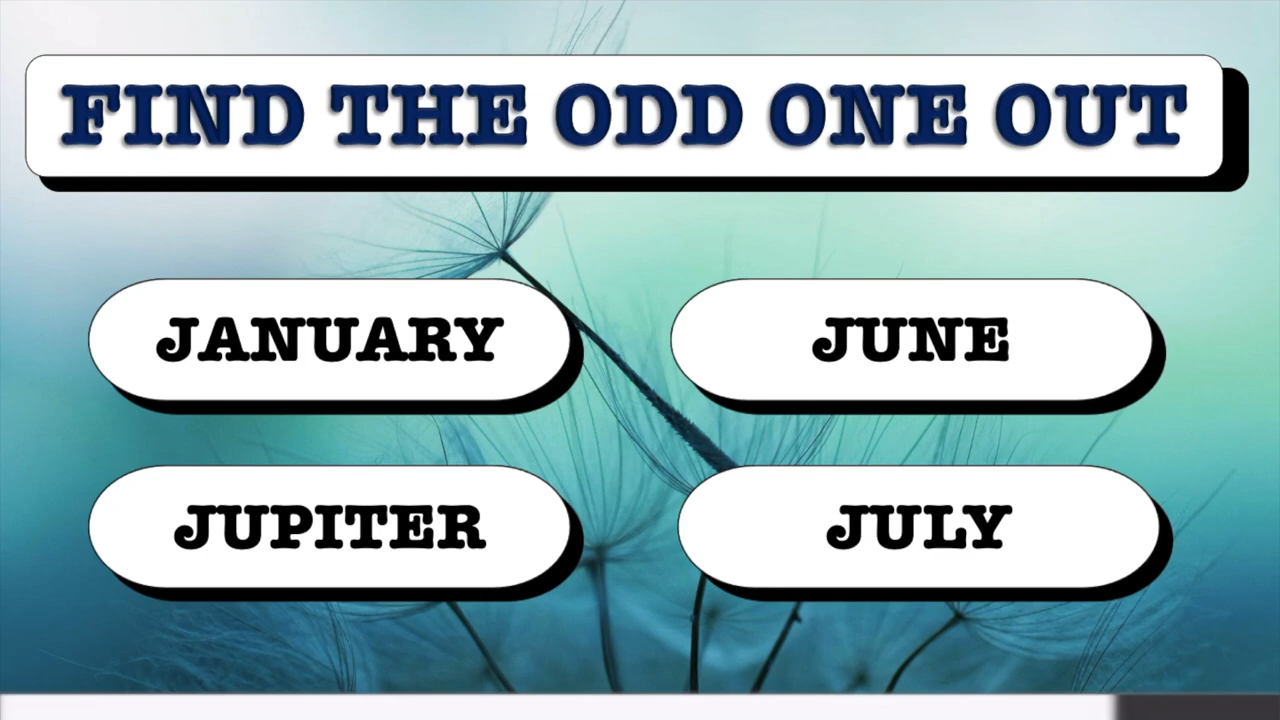 FIND THE ODD ONE OUT
JANUARY
JUNE
JUPITER
JULY